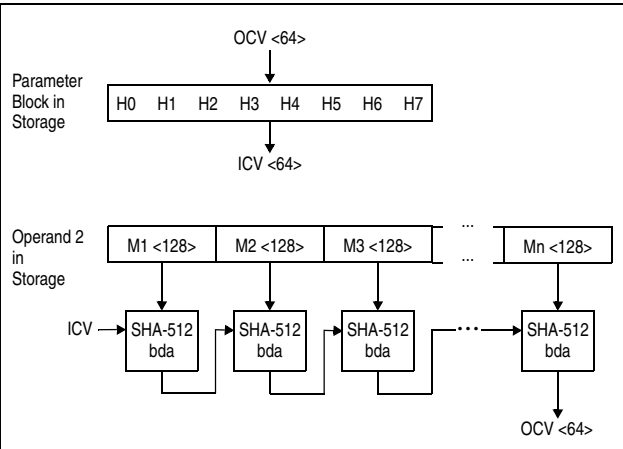 OCV <64>
Parameter
Block in
Storage
H0 H1 H2 H3 H4 H5 H6 H7
ICV <64>
Operand 2
in
Storage
M1 <128> M2 <128> M3 <128> ... ... Mn <128>
ICV
SHA-512
bda
SHA-512
bda
SHA-512
bda
...
SHA-512
bda
OCV <64>